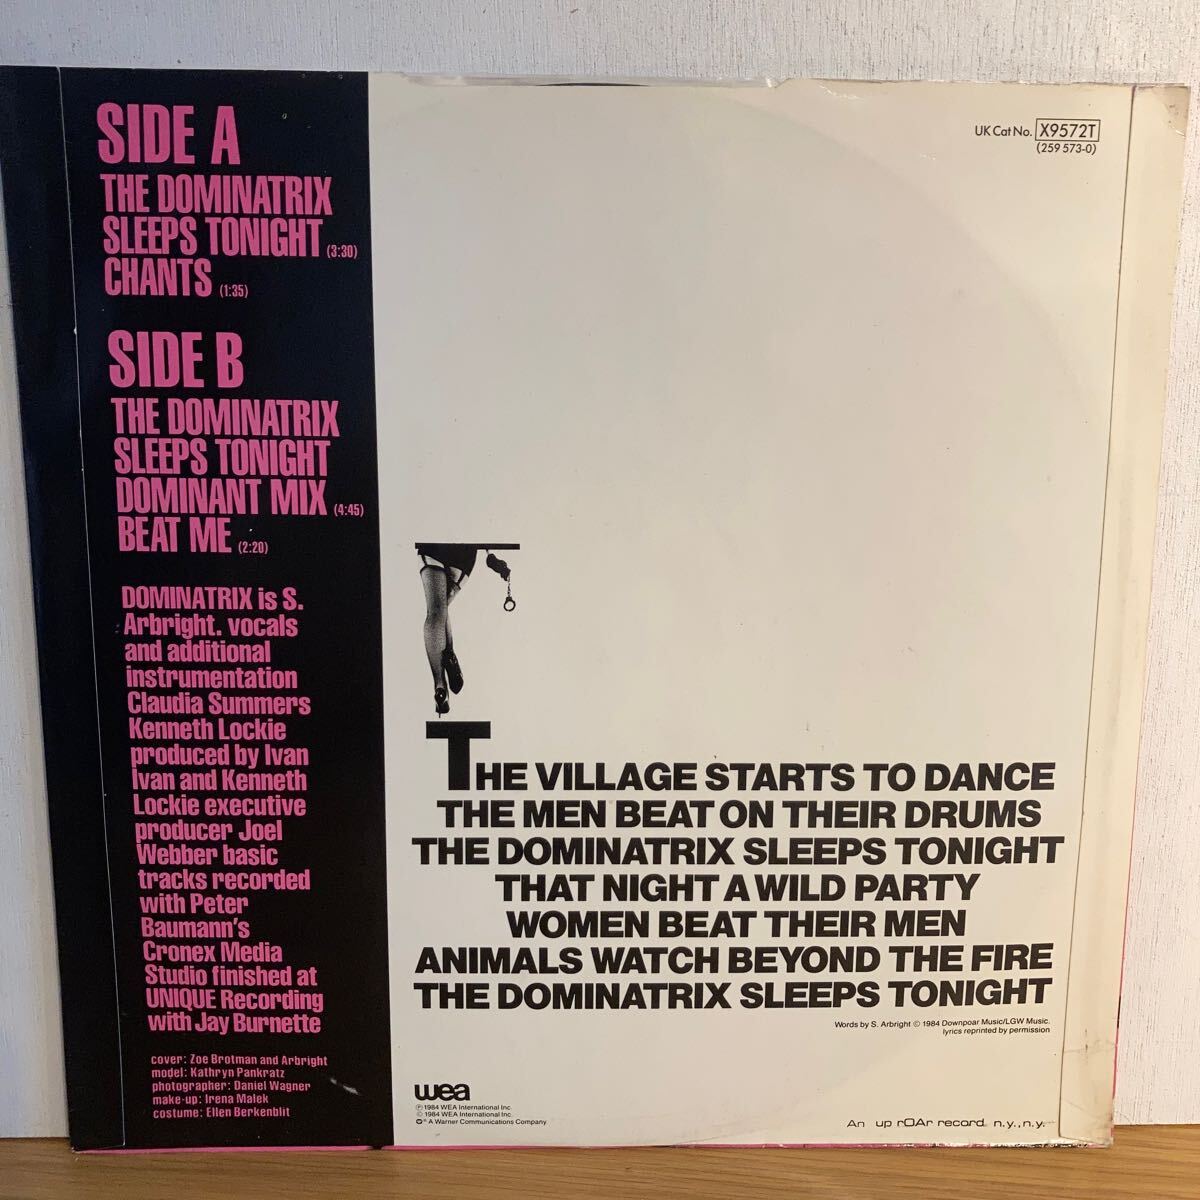 SIDE A
THE DOMINATRIX
SLEEPS TONIGHT (3:30)
CHANTS (1:35)
SIDE B
THE DOMINATRIX
SLEEPS TONIGHT
DOMINANT MIX (4:45)
BEAT ME (2:20)
DOMINATRIX is S.
Arbright. vocals
and additional
instrumentation
Claudia Summers
Kenneth Lockie
produced by Ivan
Ivan and Kenneth
Lockie executive
producer Joel
Webber basic
tracks recorded
with Peter
Baumann's
Cronex Media
Studio finished at
UNIQUE Recording
with Jay Burnette
cover: Zoe Brotman and Arbright
model: Kathryn Pankratz
photographer: Daniel Wagner
make-up: Irena Malek
costume: Ellen Berkenblit
UK Cat No. X9572T
(259 573-0)
THE VILLAGE STARTS TO DANCE
THE MEN BEAT ON THEIR DRUMS
THE DOMINATRIX SLEEPS TONIGHT
THAT NIGHT A WILD PARTY
WOMEN BEAT THEIR MEN
ANIMALS WATCH BEYOND THE FIRE
THE DOMINATRIX SLEEPS TONIGHT
Words by S. Arbright © 1984 Downpoar Music/LGW Music.
lyrics reprinted by permission
wea
℗ 1984 WEA International Inc.
© 1984 WEA International Inc.
® A Warner Communications Company
An up rOAr record n.y.,n.y.